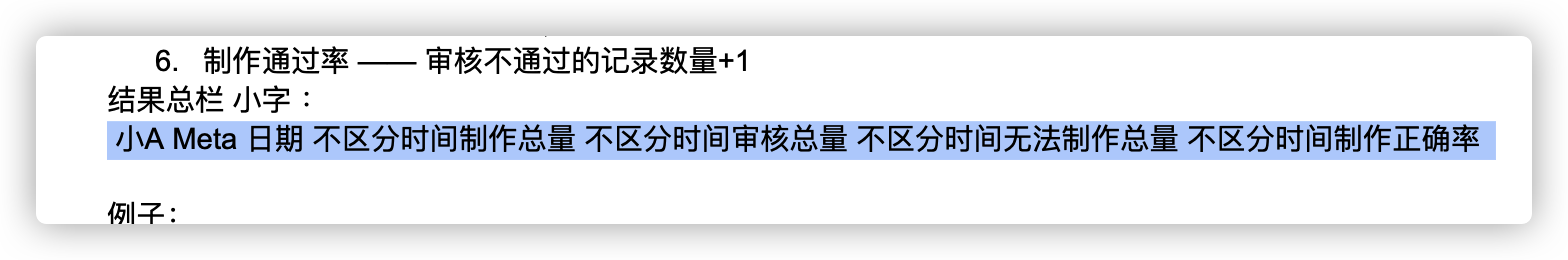 6. 制作通过率 —— 审核不通过的记录数量+1
结果总栏 小字：
小A Meta 日期 不区分时间制作总量 不区分时间审核总量 不区分时间无法制作总量 不区分时间制作正确率
例子：